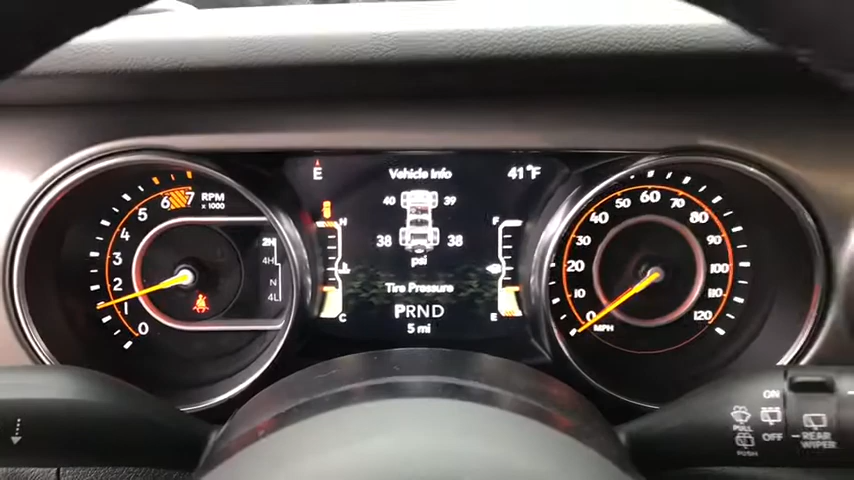 E
Vehicle Info
41°F
40 39
38 38
psi
Tire Pressure
PRND
5 mi
H
C
F
E
RPM
x 1000
7
6
5
4
3
2
1
0
2H
4H
N
4L
0
10
20
30
40
50
60
70
80
90
100
110
120
MPH
ON
PULL
OFF
PUSH
REAR
WIPER